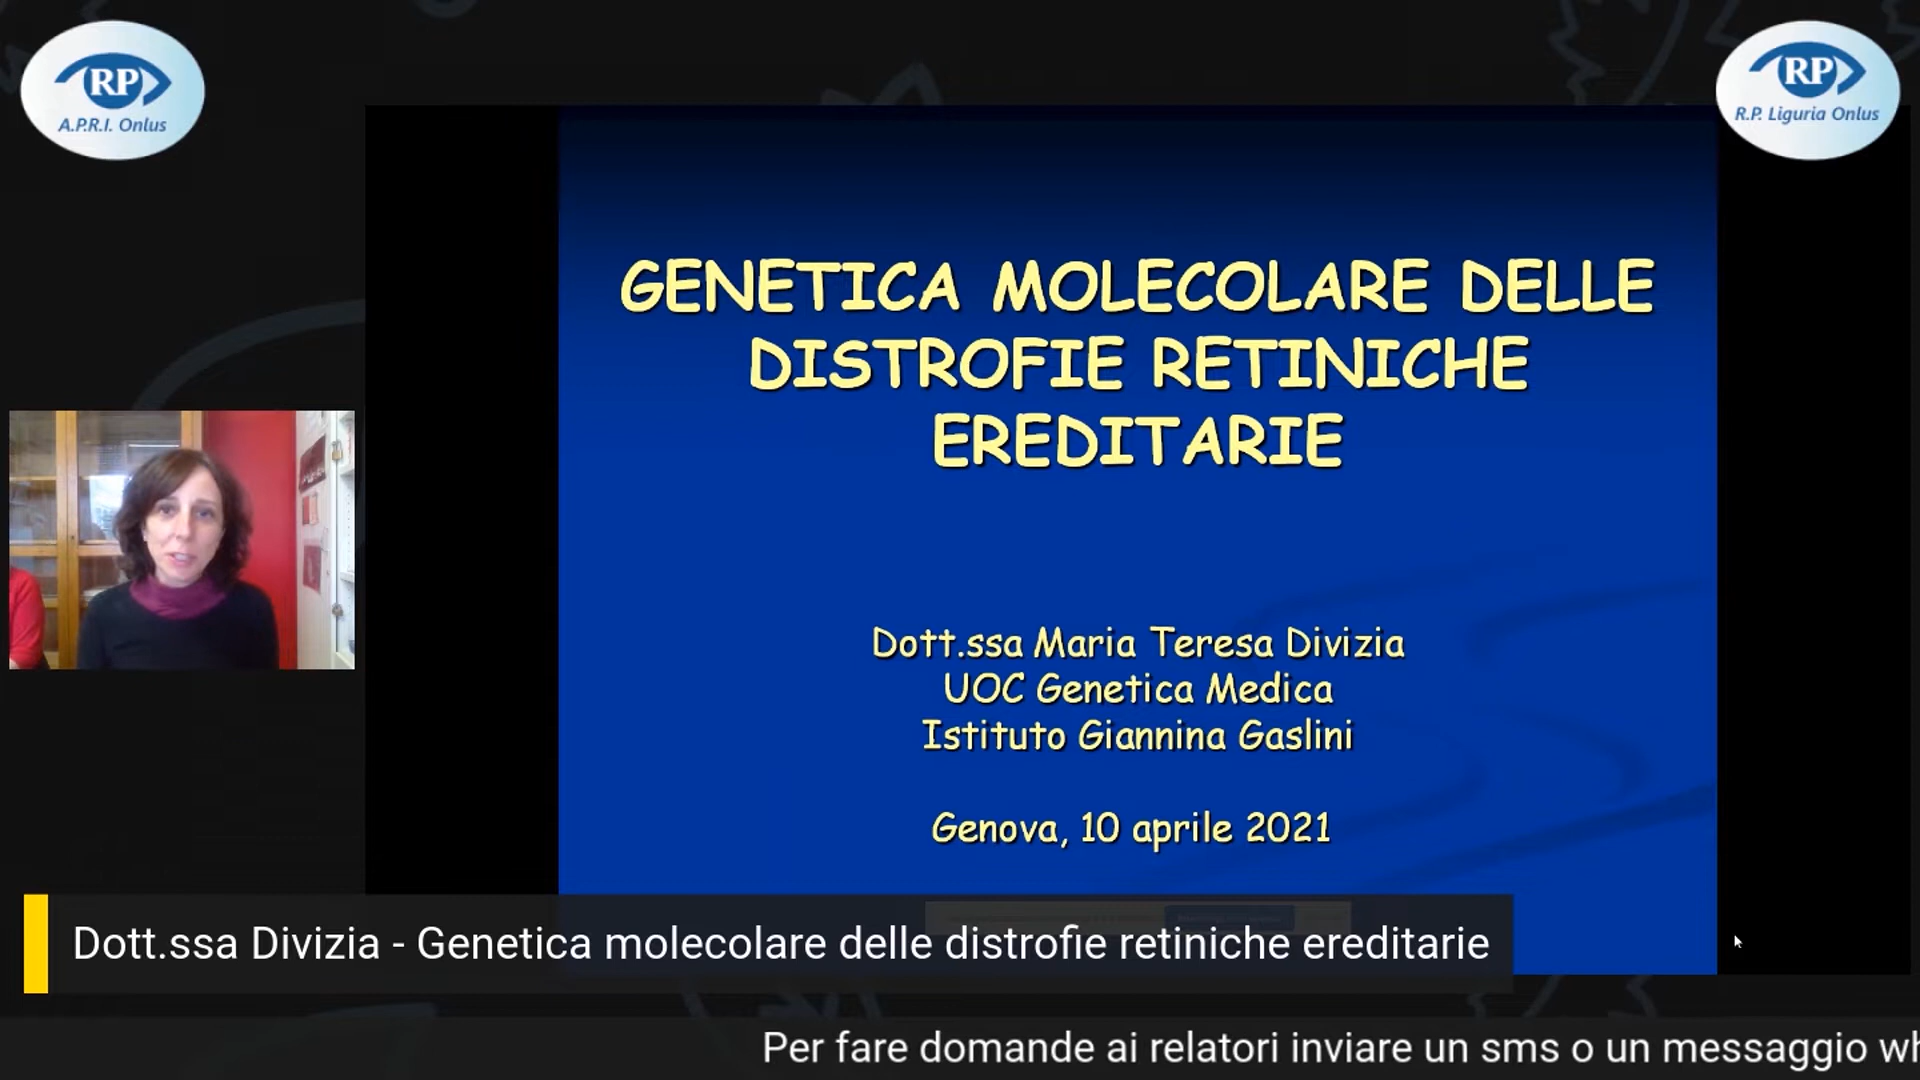 RP
A.P.R.I. Onlus
RP
R.P. Liguria Onlus
GENETICA MOLECOLARE DELLE
DISTROFIE RETINICHE
EREDITARIE
Dott.ssa Maria Teresa Divizia
UOC Genetica Medica
Istituto Giannina Gaslini
Genova, 10 aprile 2021
Dott.ssa Divizia - Genetica molecolare delle distrofie retiniche ereditarie
Per fare domande ai relatori inviare un sms o un messaggio